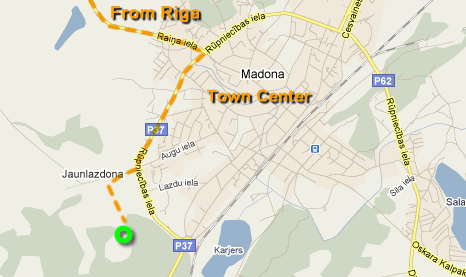 From Riga
Raiņa iela
Rūpniecības iela
Cesvaines
Madona
P62
Town Center
Rūpniecības iela
P37
Augu iela
Jaunlazdona
Rūpniecības iela
Lazdu iela
Sila iela
Sala
P37
Karjers
Oskara Kalpak